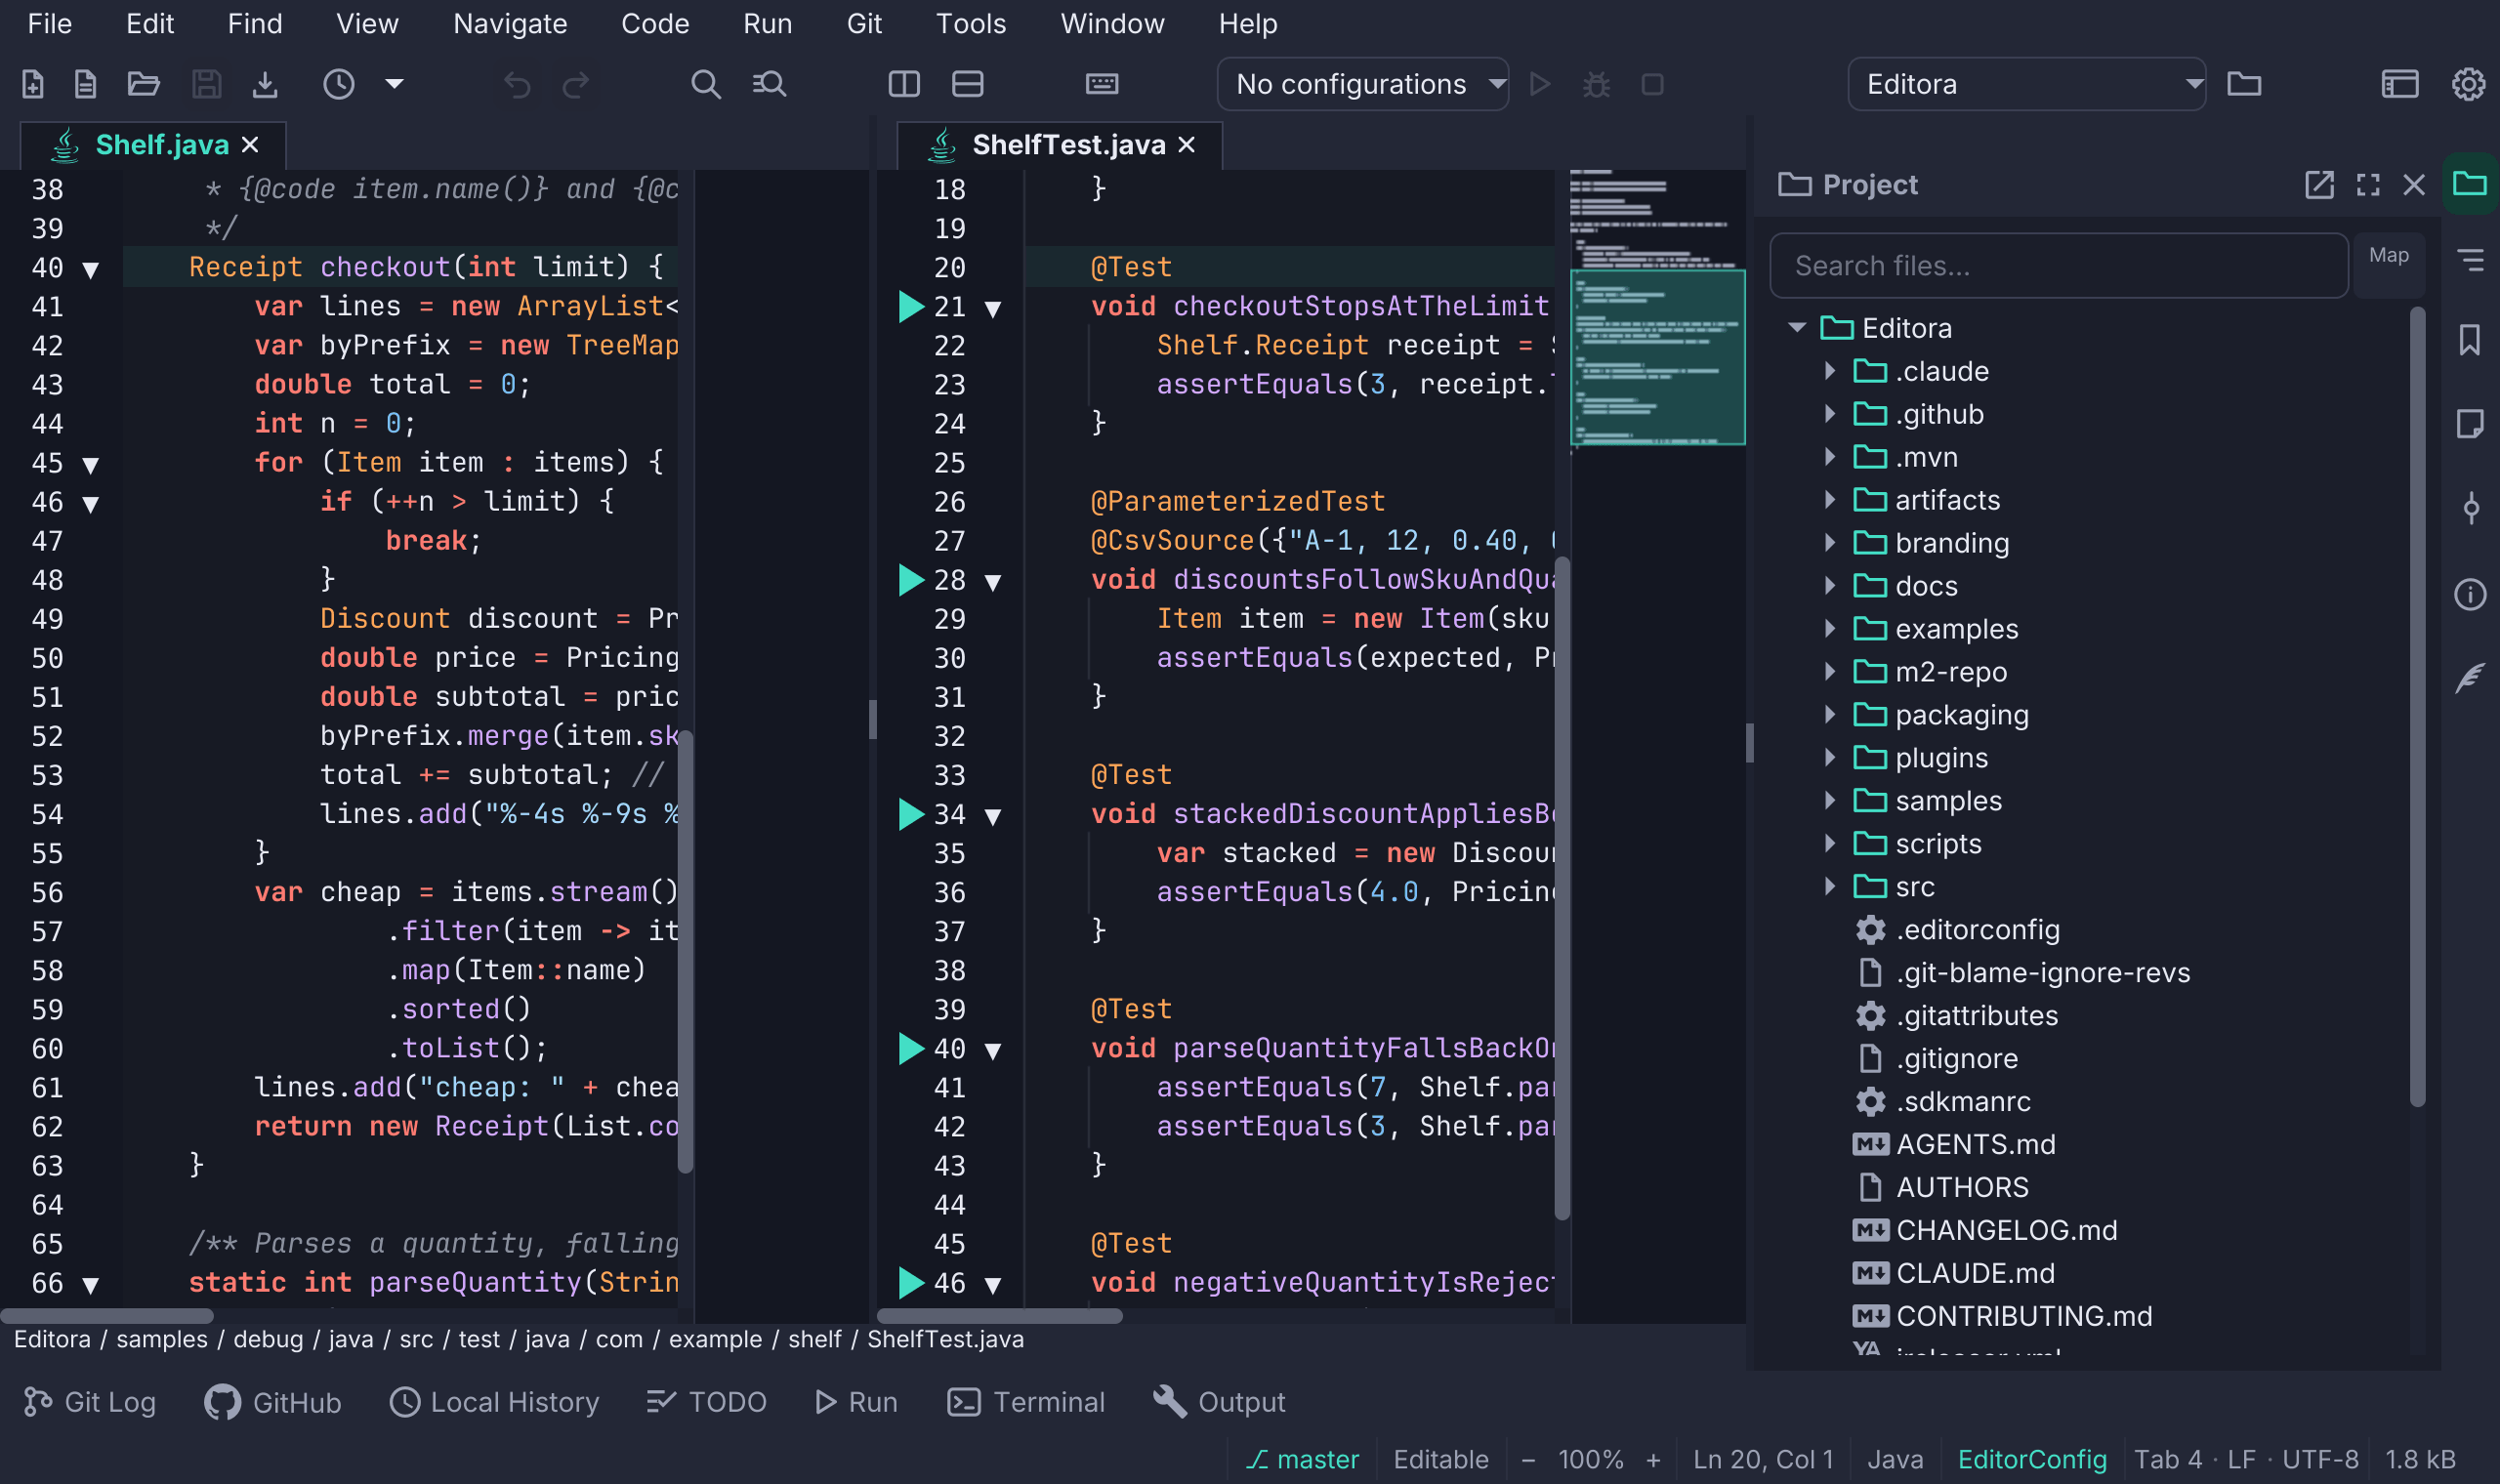 File Edit Find View Navigate Code Run Git Tools Window Help
No configurations
Editora
Shelf.java
38 * {@code item.name()} and {@c
39 */
40 Receipt checkout(int limit) {
41 var lines = new ArrayList<
42 var byPrefix = new TreeMap
43 double total = 0;
44 int n = 0;
45 for (Item item : items) {
46 if (++n > limit) {
47 break;
48 }
49 Discount discount = Pr
50 double price = Pricing
51 double subtotal = pric
52 byPrefix.merge(item.sk
53 total += subtotal; //
54 lines.add("%-4s %-9s %
55 }
56 var cheap = items.stream()
57 .filter(item -> it
58 .map(Item::name)
59 .sorted()
60 .toList();
61 lines.add("cheap: " + chea
62 return new Receipt(List.co
63 }
64
65 /** Parses a quantity, falling
66 static int parseQuantity(Strin
ShelfTest.java
18 }
19
20 @Test
21 void checkoutStopsAtTheLimit
22 Shelf.Receipt receipt =
23 assertEquals(3, receipt.
24 }
25
26 @ParameterizedTest
27 @CsvSource({"A-1, 12, 0.40,
28 void discountsFollowSkuAndQua
29 Item item = new Item(sku
30 assertEquals(expected, Pr
31 }
32
33 @Test
34 void stackedDiscountAppliesBe
35 var stacked = new Discoun
36 assertEquals(4.0, Pricing
37 }
38
39 @Test
40 void parseQuantityFallsBackOn
41 assertEquals(7, Shelf.par
42 assertEquals(3, Shelf.par
43 }
44
45 @Test
46 void negativeQuantityIsReject
Project
Search files...
Map
Editora
.claude
.github
.mvn
artifacts
branding
docs
examples
m2-repo
packaging
plugins
samples
scripts
src
.editorconfig
.git-blame-ignore-revs
.gitattributes
.gitignore
.sdkmanrc
AGENTS.md
AUTHORS
CHANGELOG.md
CLAUDE.md
CONTRIBUTING.md
Editora / samples / debug / java / src / test / java / com / example / shelf / ShelfTest.java
Git Log GitHub Local History TODO Run Terminal Output
master Editable − 100% + Ln 20, Col 1 Java EditorConfig Tab 4 · LF · UTF-8 1.8 kB